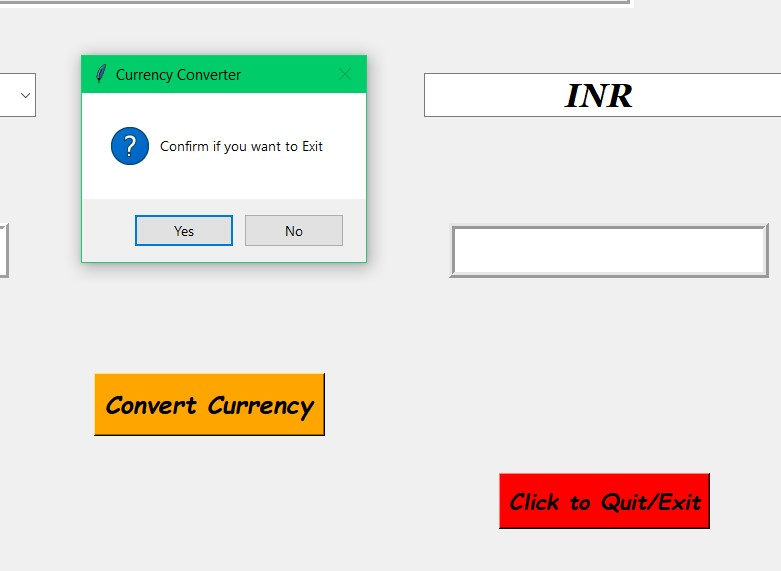 Currency Converter
INR
?
Confirm if you want to Exit
Yes
No
Convert Currency
Click to Quit/Exit